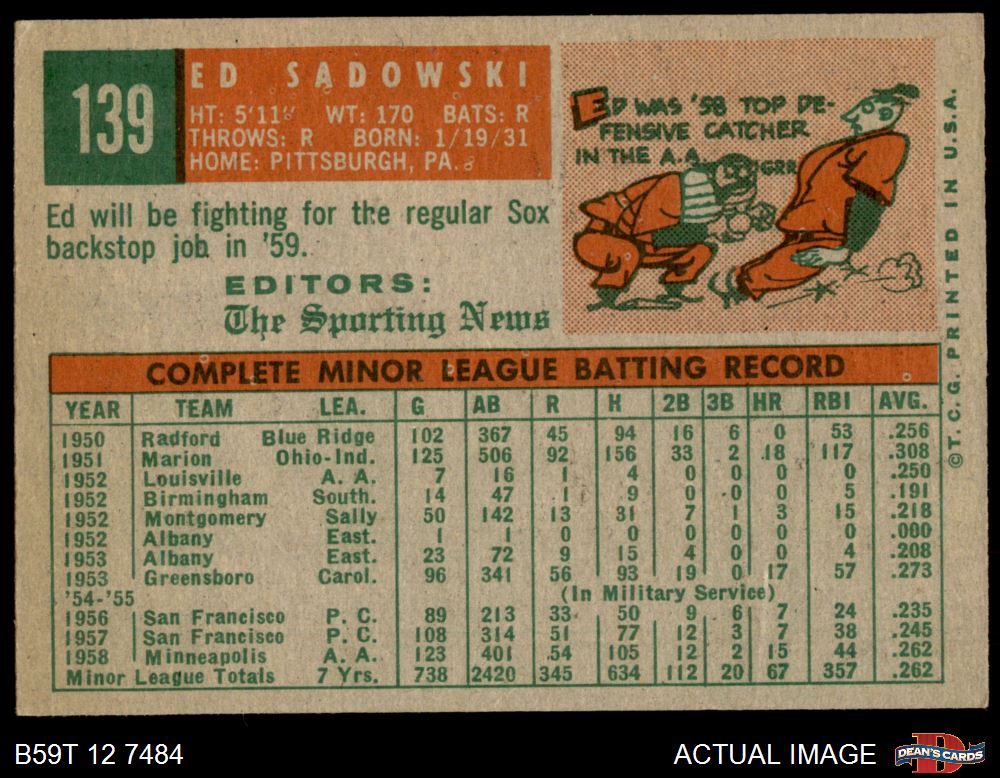 139
ED SADOWSKI
HT: 5'11" WT: 170 BATS: R
THROWS: R BORN: 1/19/31
HOME: PITTSBURGH, PA.
Ed will be fighting for the regular Sox
backstop job in '59.
EDITORS:
The Sporting News
ED WAS '58 TOP DE-
FENSIVE CATCHER
IN THE A.A.
GRR
©T.C.G. PRINTED IN U.S.A.
COMPLETE MINOR LEAGUE BATTING RECORD
YEAR TEAM LEA. G AB R H 2B 3B HR RBI AVG.
1950 Radford Blue Ridge 102 367 45 94 16 6 0 53 .256
1951 Marion Ohio-Ind. 125 506 92 156 33 2 18 117 .308
1952 Louisville A. A. 7 16 1 4 0 0 0 0 .250
1952 Birmingham South. 14 47 1 9 0 0 0 5 .191
1952 Montgomery Sally 50 142 13 31 7 1 3 15 .218
1952 Albany East. 1 1 0 0 0 0 0 0 .000
1953 Albany East. 23 72 9 15 4 0 0 4 .208
1953 Greensboro Carol. 96 341 56 93 19 0 17 57 .273
'54-'55 (In Military Service)
1956 San Francisco P. C. 89 213 33 50 9 6 7 24 .235
1957 San Francisco P. C. 108 314 51 77 12 3 7 38 .245
1958 Minneapolis A. A. 123 401 54 105 12 2 15 44 .262
Minor League Totals 7 Yrs. 738 2420 345 634 112 20 67 357 .262
B59T 12 7484
ACTUAL IMAGE
DEAN'S CARDS